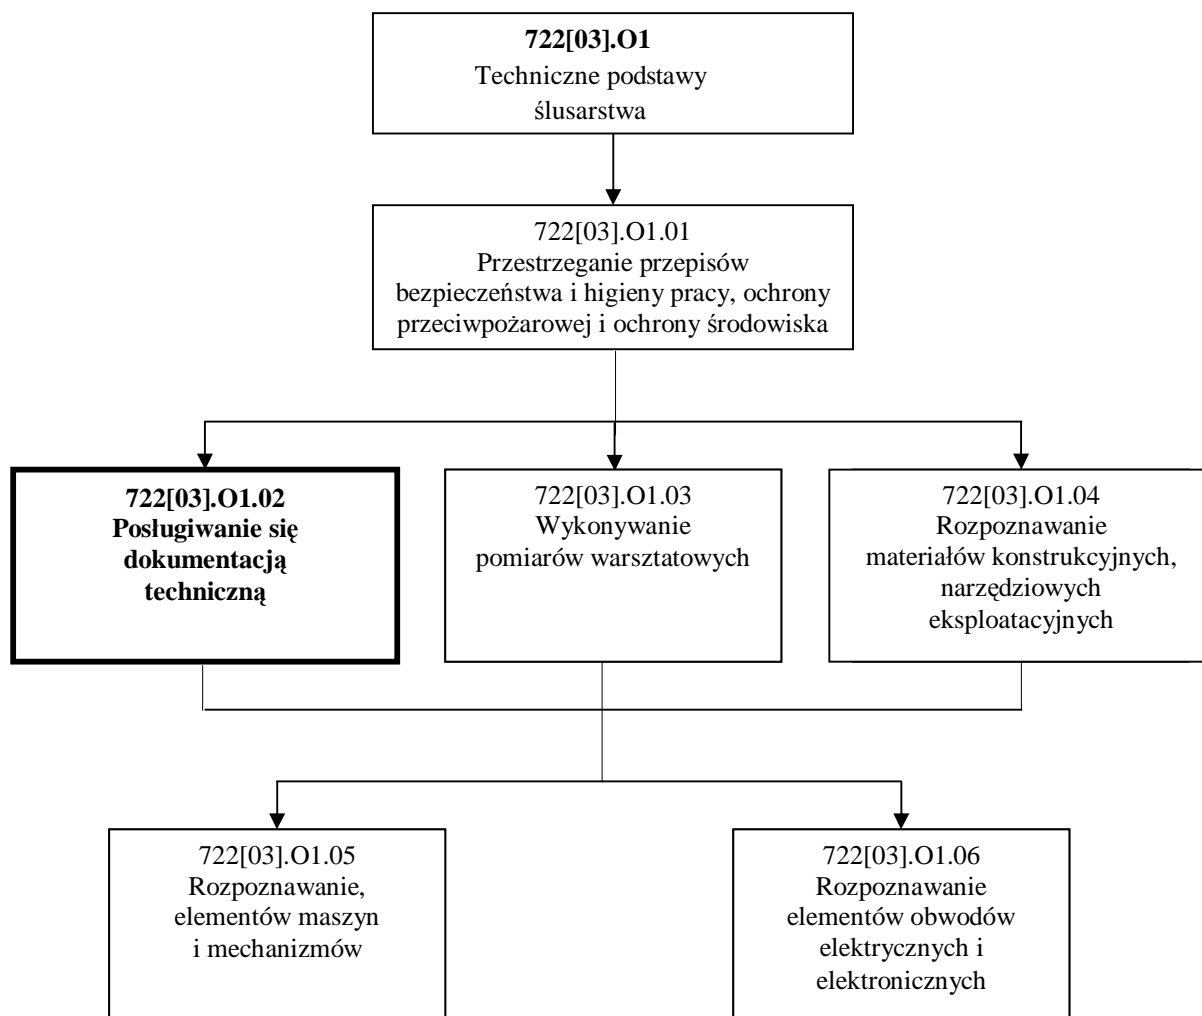 722[03].O1
Techniczne podstawy
ślusarstwa
722[03].O1.01
Przestrzeganie przepisów
bezpieczeństwa i higieny pracy, ochrony
przeciwpożarowej i ochrony środowiska
722[03].O1.02
Posługiwanie się
dokumentacją
techniczną
722[03].O1.03
Wykonywanie
pomiarów warsztatowych
722[03].O1.04
Rozpoznawanie
materiałów konstrukcyjnych,
narzędziowych
eksploatacyjnych
722[03].O1.05
Rozpoznawanie,
elementów maszyn
i mechanizmów
722[03].O1.06
Rozpoznawanie
elementów obwodów
elektrycznych i
elektronicznych